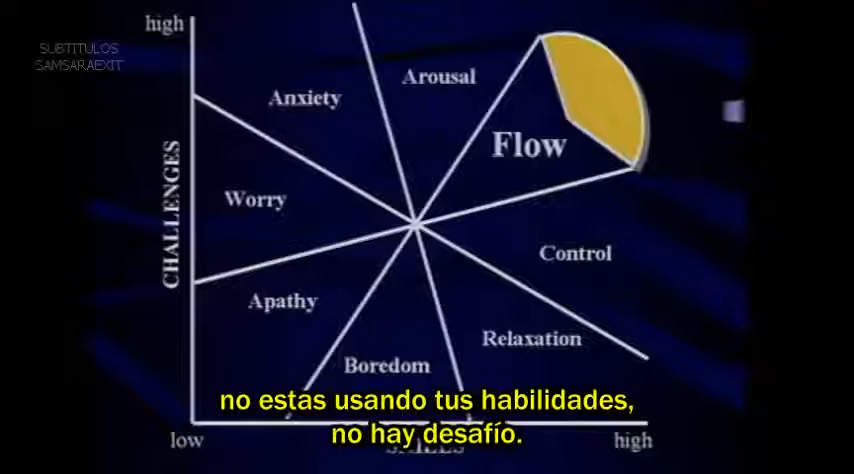 high
SUBTITULOS
SAMSARAEXIT
Arousal
Anxiety
Flow
CHALLENGES
Worry
Control
Apathy
Relaxation
Boredom
no estas usando tus habilidades,
no hay desafío.
low
high